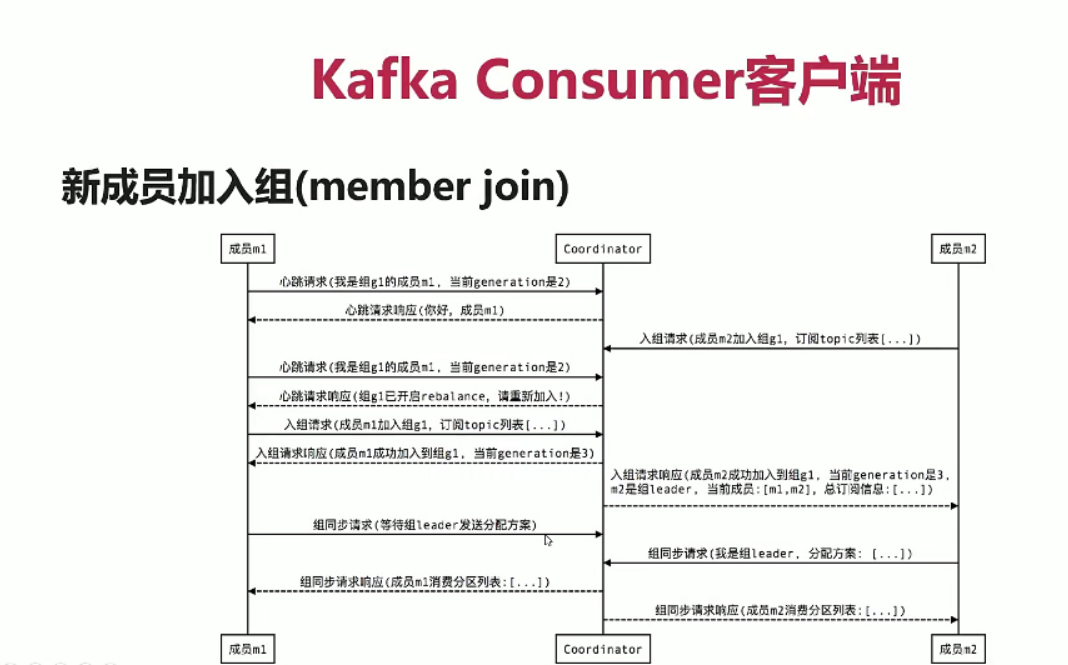 Kafka Consumer客户端
新成员加入组(member join)
成员m1
Coordinator
成员m2
心跳请求(我是组g1的成员m1, 当前generation是2)
心跳请求响应(你好, 成员m1)
入组请求(成员m2加入组g1, 订阅topic列表[...])
心跳请求(我是组g1的成员m1, 当前generation是2)
心跳请求响应(组g1已开启rebalance, 请重新加入!)
入组请求(成员m1加入组g1, 订阅topic列表[...])
入组请求响应(成员m1成功加入到组g1, 当前generation是3)
入组请求响应(成员m2成功加入到组g1, 当前generation是3,
m2是组leader, 当前成员:[m1,m2], 总订阅信息:[...])
组同步请求(等待组leader发送分配方案)
组同步请求(我是组leader, 分配方案: [...])
组同步请求响应(成员m1消费分区列表:[...])
组同步请求响应(成员m2消费分区列表:[...])
成员m1
Coordinator
成员m2